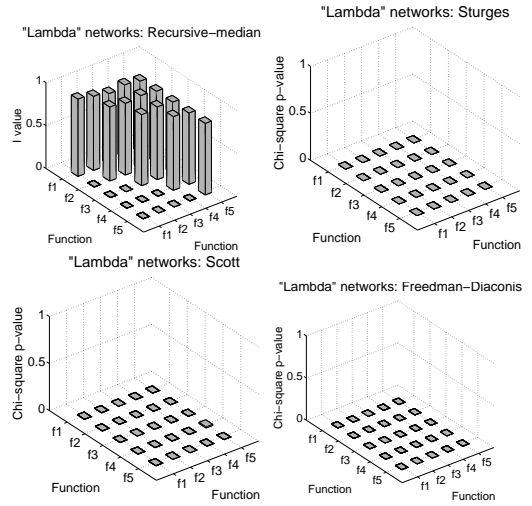 "Lambda" networks: Recursive−median
1
0.5
0
I value
f1
f2
f3
f4
f5
Function
f1
f2
f3
f4
f5
Function
"Lambda" networks: Sturges
1
0.5
0
Chi−square p−value
f1
f2
f3
f4
f5
Function
f1
f2
f3
f4
f5
Function
"Lambda" networks: Scott
1
0.5
0
Chi−square p−value
f1
f2
f3
f4
f5
Function
f1
f2
f3
f4
f5
Function
"Lambda" networks: Freedman−Diaconis
1
0.5
0
Chi−square p−value
f1
f2
f3
f4
f5
Function
f1
f2
f3
f4
f5
Function